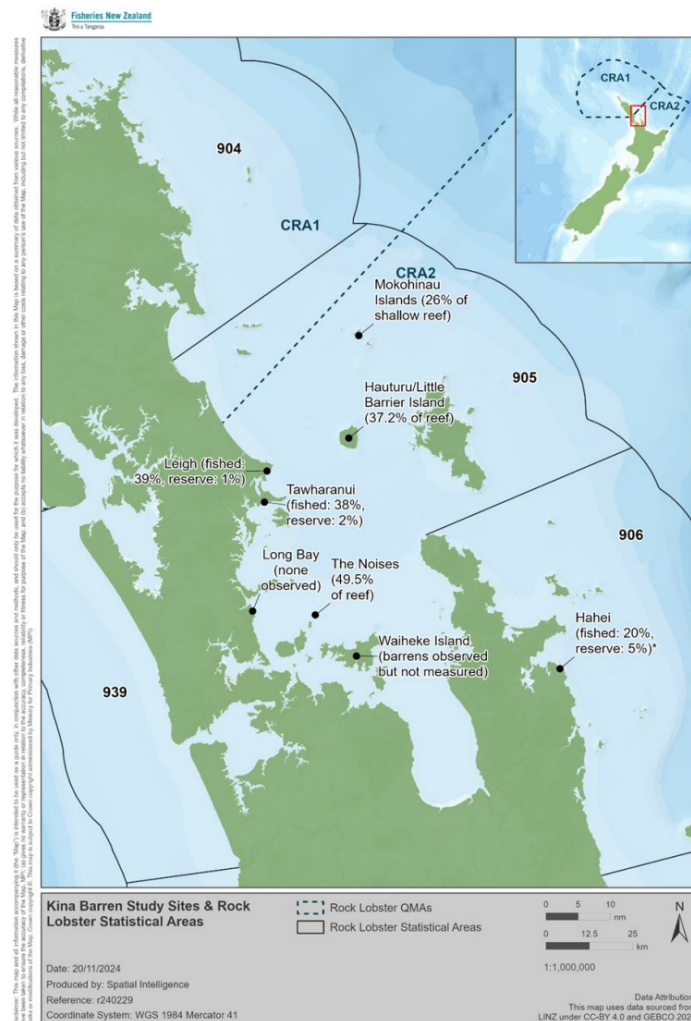 Fisheries New Zealand
Tini a Tangaroa
CRA1
CRA2
904
CRA1
CRA2
Mokohinau
Islands (26% of
shallow reef)
905
Hauturu/Little
Barrier Island
(37.2% of reef)
Leigh (fished:
39%, reserve: 1%)
Tawharanui
(fished: 38%,
reserve: 2%)
Long Bay
(none
observed)
The Noises
(49.5%
of reef)
906
Hahei
(fished: 20%,
reserve: 5%)*
Waiheke Island
(barrens observed
but not measured)
939
Kina Barren Study Sites & Rock
Lobster Statistical Areas
Date: 20/11/2024
Produced by: Spatial Intelligence
Reference: r240229
Coordinate System: WGS 1984 Mercator 41
Rock Lobster QMAs
Rock Lobster Statistical Areas
0 5 10
nm
0 12.5 25
km
1:1,000,000
N
Data Attribution
This map uses data sourced from
LINZ under CC-BY 4.0 and GEBCO 202